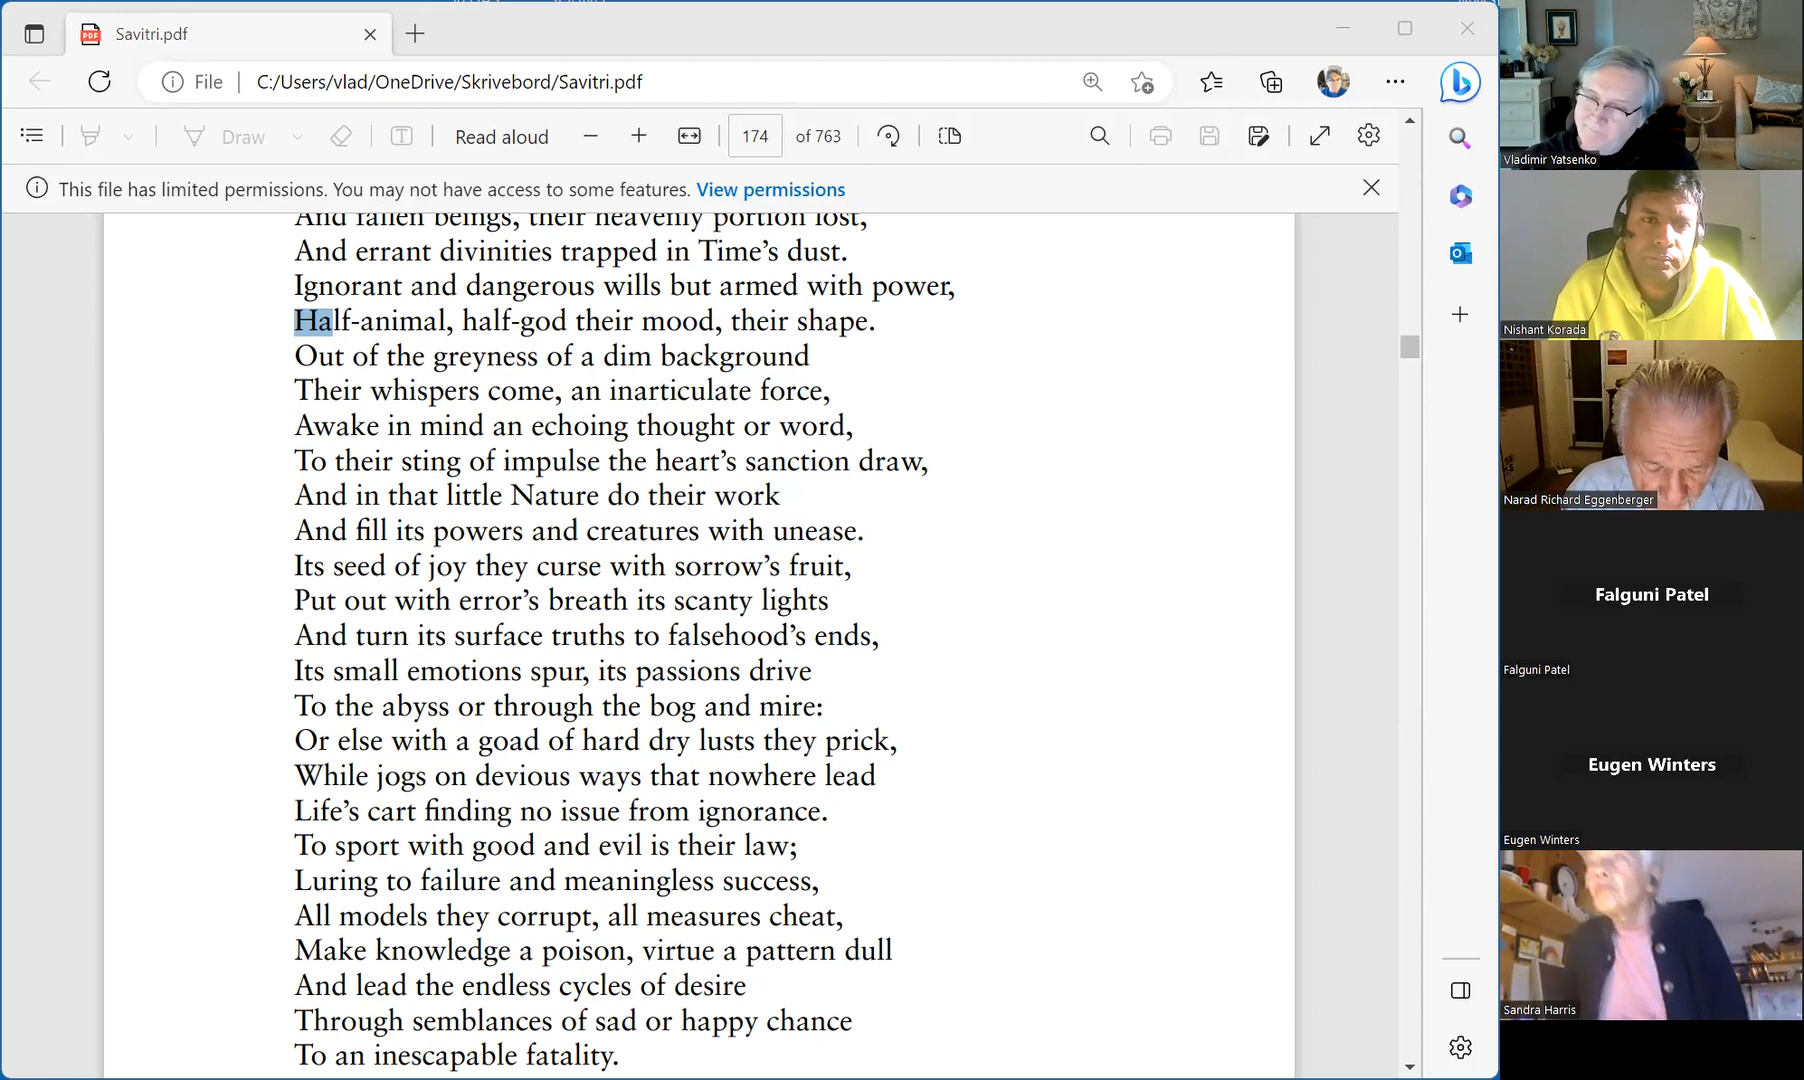 Savitri.pdf
File
C:/Users/vlad/OneDrive/Skrivebord/Savitri.pdf
Draw
Read aloud
174 of 763
This file has limited permissions. You may not have access to some features. View permissions
And fallen beings, their heavenly portion lost,
And errant divinities trapped in Time’s dust.
Ignorant and dangerous wills but armed with power,
Half-animal, half-god their mood, their shape.
Out of the greyness of a dim background
Their whispers come, an inarticulate force,
Awake in mind an echoing thought or word,
To their sting of impulse the heart’s sanction draw,
And in that little Nature do their work
And fill its powers and creatures with unease.
Its seed of joy they curse with sorrow’s fruit,
Put out with error’s breath its scanty lights
And turn its surface truths to falsehood’s ends,
Its small emotions spur, its passions drive
To the abyss or through the bog and mire:
Or else with a goad of hard dry lusts they prick,
While jogs on devious ways that nowhere lead
Life’s cart finding no issue from ignorance.
To sport with good and evil is their law;
Luring to failure and meaningless success,
All models they corrupt, all measures cheat,
Make knowledge a poison, virtue a pattern dull
And lead the endless cycles of desire
Through semblances of sad or happy chance
To an inescapable fatality.
Vladimir Yatsenko
Nishant Korada
Narad Richard Eggenberger
Falguni Patel
Falguni Patel
Eugen Winters
Eugen Winters
Sandra Harris